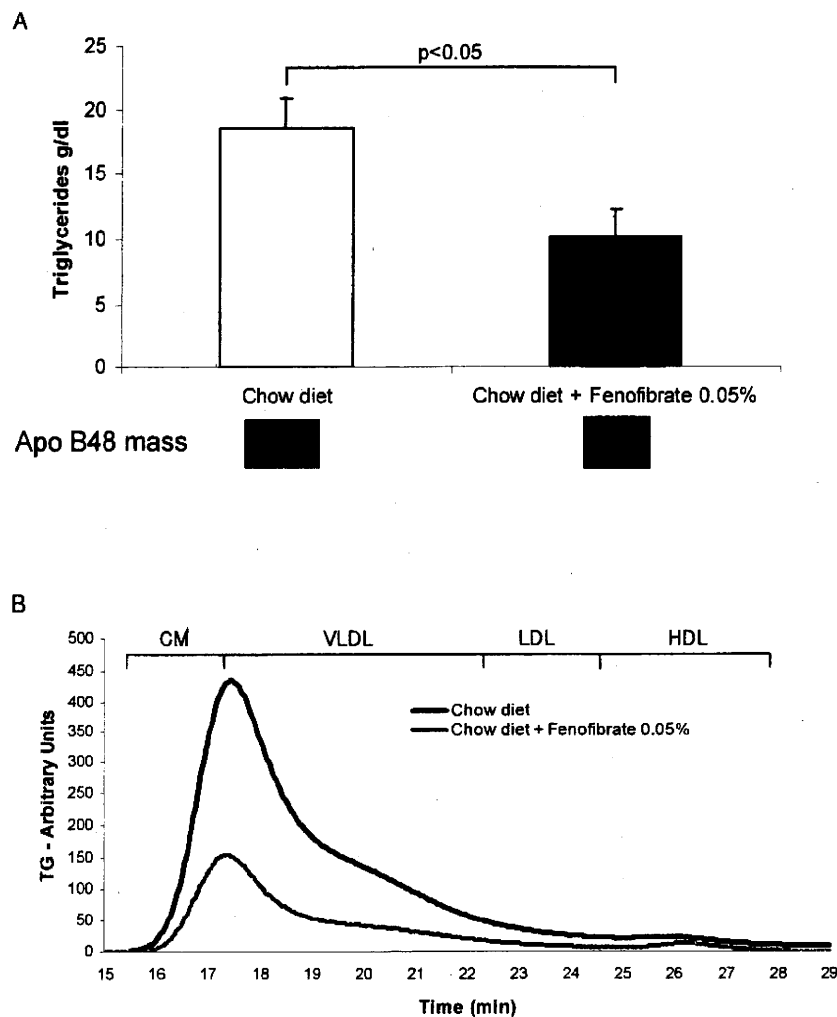 A
p<0.05
Triglycerides g/dl
25
20
15
10
5
0
Chow diet
Chow diet + Fenofibrate 0.05%
Apo B48 mass
B
CM
VLDL
LDL
HDL
TG - Arbitrary Units
500
450
400
350
300
250
200
150
100
50
0
Chow diet
Chow diet + Fenofibrate 0.05%
15 16 17 18 19 20 21 22 23 24 25 26 27 28 29
Time (min)